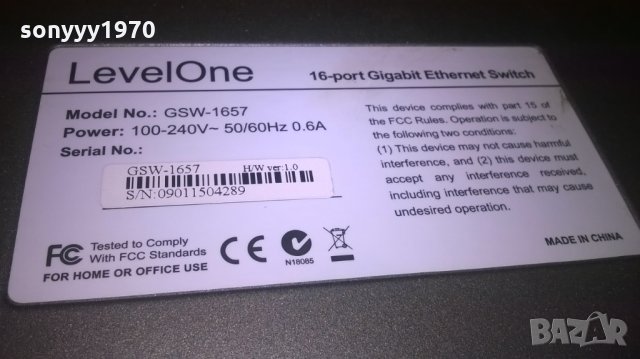 sonyyy1970
LevelOne
16-port Gigabit Ethernet Switch
Model No.: GSW-1657
Power: 100-240V~ 50/60Hz 0.6A
Serial No.:
GSW-1657 H/W ver:1.0
S/N:09011504289
This device complies with part 15 of
the FCC Rules. Operation is subject to
the following two conditions:
(1) This device may not cause harmful
interference, and (2) this device must
accept any interference received,
including interference that may cause
undesired operation.
FC Tested to Comply
With FCC Standards
FOR HOME OR OFFICE USE
CE
N18085
MADE IN CHINA
BAZAR